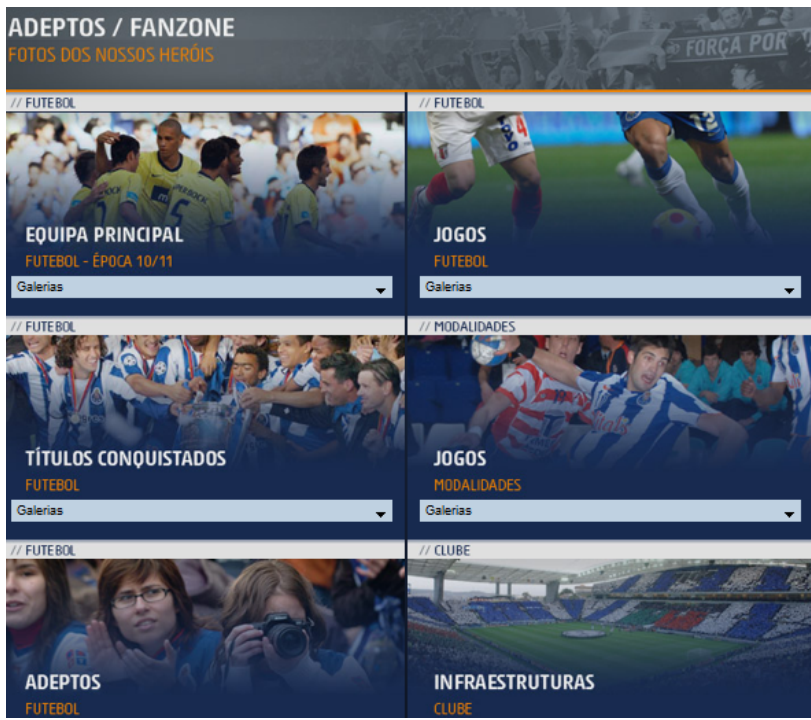 ADEPTOS / FANZONE
FOTOS DOS NOSSOS HERÓIS
FORÇA POR
// FUTEBOL
EQUIPA PRINCIPAL
FUTEBOL - ÉPOCA 10/11
Galerias
// FUTEBOL
4
JOGOS
FUTEBOL
Galerias
// FUTEBOL
TÍTULOS CONQUISTADOS
FUTEBOL
Galerias
// MODALIDADES
JOGOS
MODALIDADES
Galerias
// FUTEBOL
ADEPTOS
FUTEBOL
// CLUBE
INFRAESTRUTURAS
CLUBE